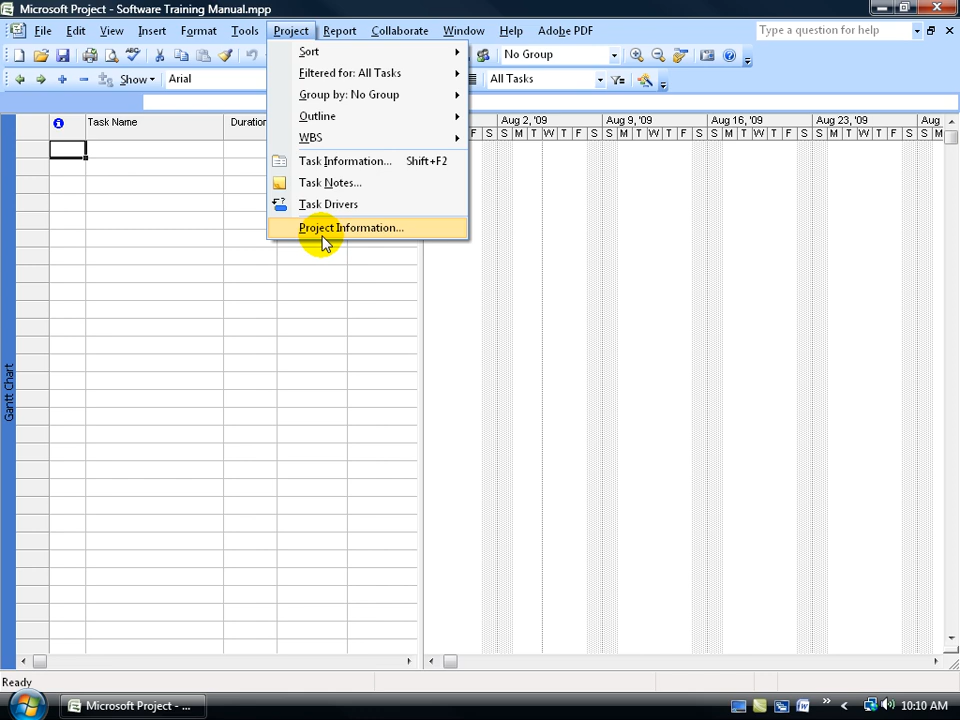 Microsoft Project - Software Training Manual.mpp
File Edit View Insert Format Tools Project Report Collaborate Window Help Adobe PDF
Type a question for help
No Group
Show
Arial
All Tasks
Sort
Filtered for: All Tasks
Group by: No Group
Outline
WBS
Task Information... Shift+F2
Task Notes...
Task Drivers
Project Information...
Task Name
Duration
Aug 2, '09 Aug 9, '09 Aug 16, '09 Aug 23, '09 Aug
F S S M T W T F S S M T W T F S S M T W T F S S M T W T F S S M
Gantt Chart
Ready
Microsoft Project - ...
10:10 AM